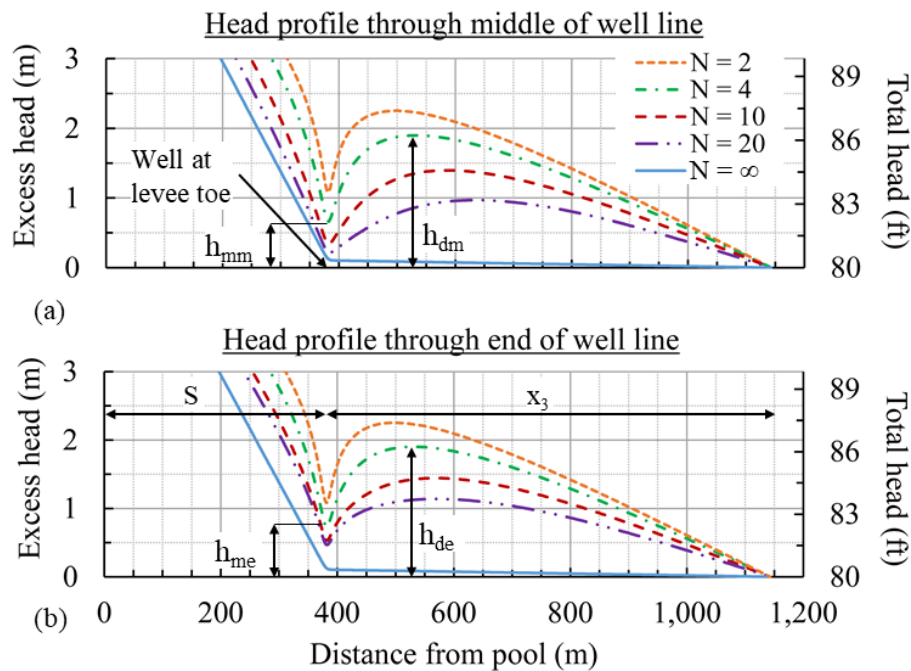 Head profile through middle of well line
Excess head (m)
3
2
1
0
Well at
levee toe
h_mm
h_dm
N = 2
N = 4
N = 10
N = 20
N = ∞
89
86
83
80
Total head (ft)
(a)
Head profile through end of well line
Excess head (m)
3
2
1
0
S
x₃
h_me
h_de
89
86
83
80
Total head (ft)
(b)
0 200 400 600 800 1,000 1,200
Distance from pool (m)